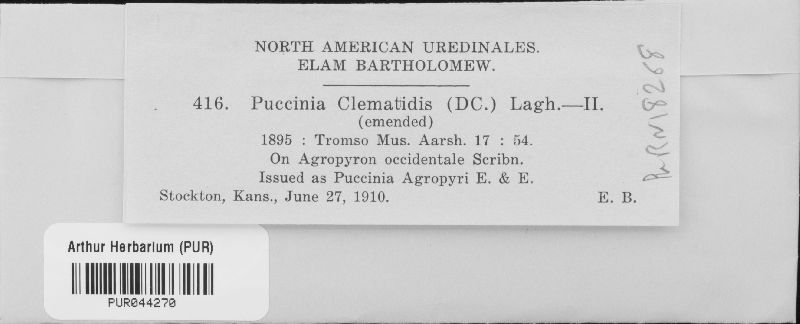 NORTH AMERICAN UREDINALES.
ELAM BARTHOLOMEW.
416. Puccinia Clematidis (DC.) Lagh.—II.
(emended)
1895 : Tromso Mus. Aarsh. 17 : 54.
On Agropyron occidentale Scribn.
Issued as Puccinia Agropyri E. & E.
Stockton, Kans., June 27, 1910. E. B.
PURN18268
Arthur Herbarium (PUR)
PUR044270